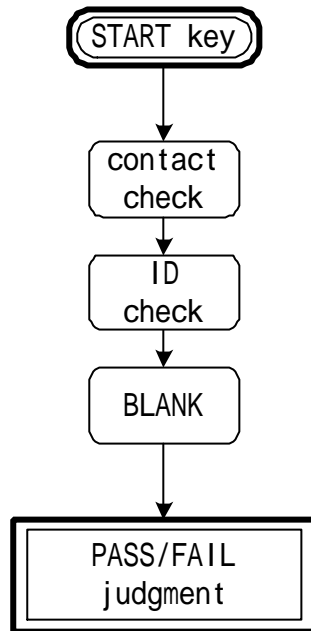 START key
contact
check
ID
check
BLANK
PASS/FAIL
judgment